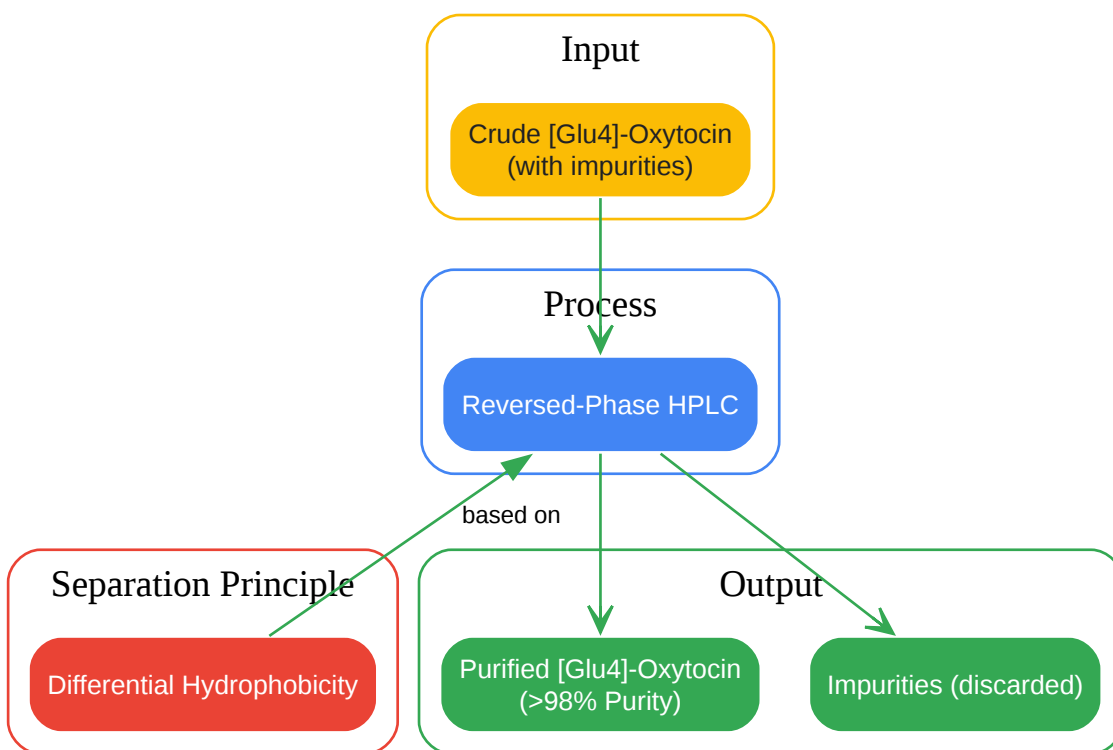 Input
Crude [Glu4]-Oxytocin
(with impurities)
Process
Reversed-Phase HPLC
based on
Separation Principle
Differential Hydrophobicity
Output
Purified [Glu4]-Oxytocin
(>98% Purity)
Impurities (discarded)